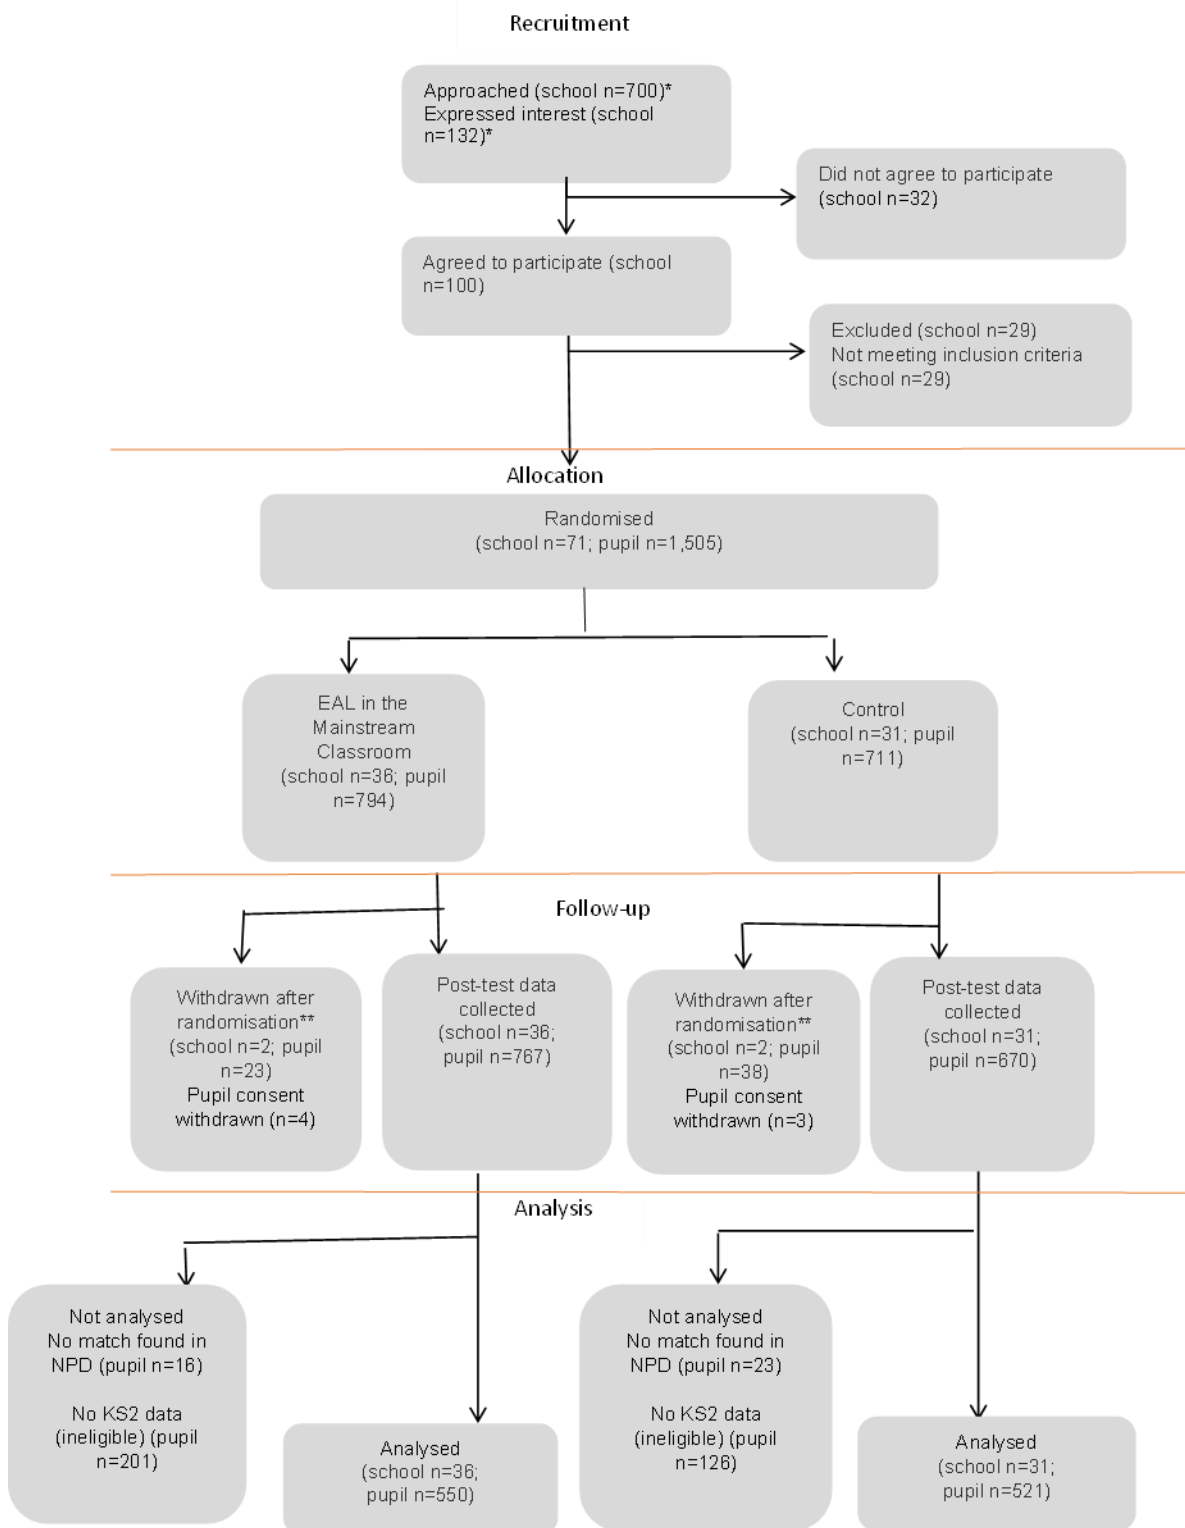 Recruitment
Approached (school n=700)*
Expressed interest (school
n=132)*
Did not agree to participate
(school n=32)
Agreed to participate (school
n=100)
Excluded (school n=29)
Not meeting inclusion criteria
(school n=29)
Allocation
Randomised
(school n=71; pupil n=1,505)
EAL in the
Mainstream
Classroom
(school n=36; pupil
n=794)
Control
(school n=31; pupil
n=711)
Follow-up
Withdrawn after
randomisation**
(school n=2; pupil
n=23)
Pupil consent
withdrawn (n=4)
Post-test data
collected
(school n=36;
pupil n=767)
Withdrawn after
randomisation**
(school n=2; pupil
n=38)
Pupil consent
withdrawn (n=3)
Post-test data
collected
(school n=31;
pupil n=670)
Analysis
Not analysed
No match found in
NPD (pupil n=16)
No KS2 data
(ineligible) (pupil
n=201)
Analysed
(school n=36;
pupil n=550)
Not analysed
No match found in
NPD (pupil n=23)
No KS2 data
(ineligible) (pupil
n=126)
Analysed
(school n=31;
pupil n=521)